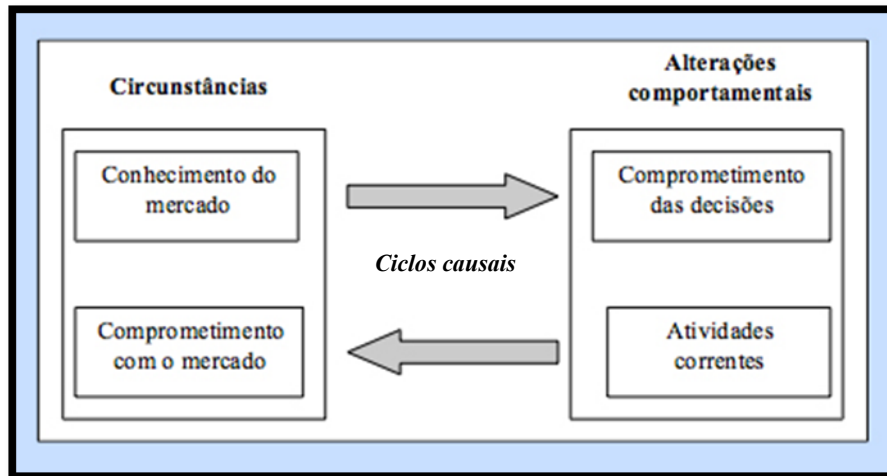 Circunstâncias
Alterações
comportamentais
Conhecimento do
mercado
Comprometimento
das decisões
Ciclos causais
Comprometimento
com o mercado
Atividades
correntes